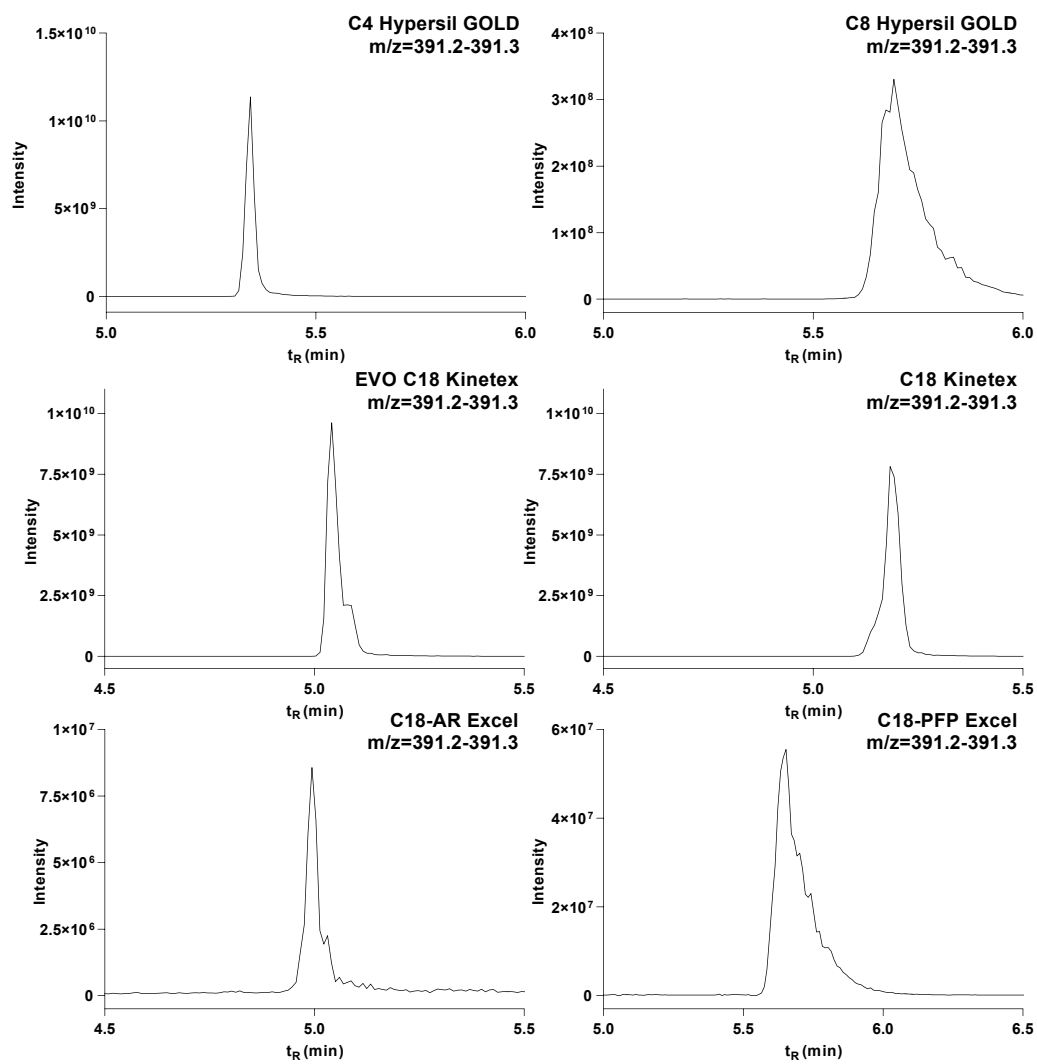 C4 Hypersil GOLD
m/z=391.2-391.3
1.5×10¹⁰
1×10¹⁰
5×10⁹
0
Intensity
5.0 5.5 6.0
t_R (min)
C8 Hypersil GOLD
m/z=391.2-391.3
4×10⁸
3×10⁸
2×10⁸
1×10⁸
0
Intensity
5.0 5.5 6.0
t_R (min)
EVO C18 Kinetex
m/z=391.2-391.3
1×10¹⁰
7.5×10⁹
5×10⁹
2.5×10⁹
0
Intensity
4.5 5.0 5.5
t_R (min)
C18 Kinetex
m/z=391.2-391.3
1×10¹⁰
7.5×10⁹
5×10⁹
2.5×10⁹
0
Intensity
4.5 5.0 5.5
t_R (min)
C18-AR Excel
m/z=391.2-391.3
1×10⁷
7.5×10⁶
5×10⁶
2.5×10⁶
0
Intensity
4.5 5.0 5.5
t_R (min)
C18-PFP Excel
m/z=391.2-391.3
6×10⁷
4×10⁷
2×10⁷
0
Intensity
5.0 5.5 6.0 6.5
t_R (min)